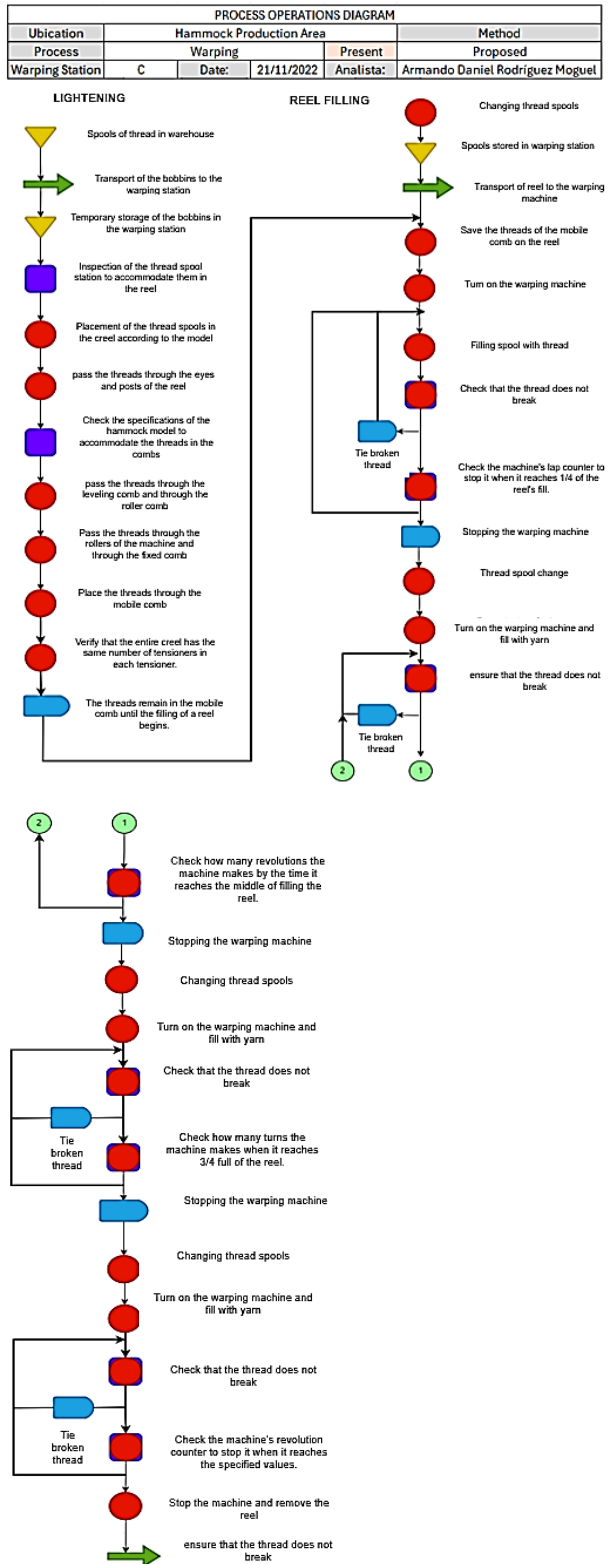 PROCESS OPERATIONS DIAGRAM
Ubication Hammock Production Area Method
Process Warping Present Proposed
Warping Station C Date: 21/11/2022 Analista: Armando Daniel Rodríguez Moguel
LIGHTENING
Spools of thread in warehouse
Transport of the bobbins to the
warping station
Temporary storage of the bobbins in
the warping station
Inspection of the thread spool
station to accommodate them in
the reel
Placement of the thread spools in
the creel according to the model
pass the threads through the eyes
and posts of the reel
Check the specifications of the
hammock model to
accommodate the threads in the
combs
pass the threads through the
leveling comb and through the
roller comb
Pass the threads through the
rollers of the machine and
through the fixed comb
Place the threads through the
mobile comb
Verify that the entire creel has the
same number of tensioners in
each tensioner.
The threads remain in the mobile
comb until the filling of a reel
begins.
REEL FILLING
Changing thread spools
Spools stored in warping station
Transport of reel to the warping
machine
Save the threads of the mobile
comb on the reel
Turn on the warping machine
Filling spool with thread
Check that the thread does not
break
Tie broken
thread
Check the machine's lap counter to
stop it when it reaches 1/4 of the
reel's fill.
Stopping the warping machine
Thread spool change
Turn on the warping machine and
fill with yarn
ensure that the thread does not
break
Tie broken
thread
2
1
2
1
Check how many revolutions the
machine makes by the time it
reaches the middle of filling the
reel.
Stopping the warping machine
Changing thread spools
Turn on the warping machine and
fill with yarn
Check that the thread does not
break
Tie
broken
thread
Check how many turns the
machine makes when it reaches
3/4 full of the reel.
Stopping the warping machine
Changing thread spools
Turn on the warping machine and
fill with yarn
Check that the thread does not
break
Tie
broken
thread
Check the machine's revolution
counter to stop it when it reaches
the specified values.
Stop the machine and remove the
reel
ensure that the thread does not
break